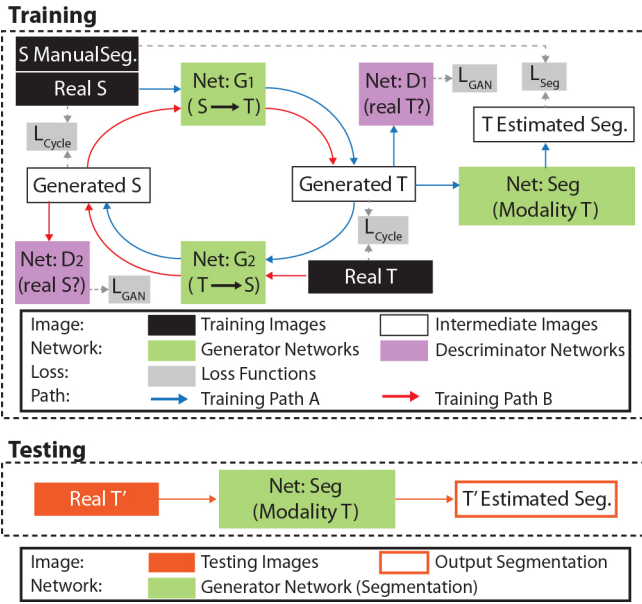 Training
S ManualSeg.
Real S
Net: G1
( S → T)
Net: D1
(real T?)
LGAN
LSeg
T Estimated Seg.
LCycle
Generated S
Generated T
Net: Seg
(Modality T)
LCycle
Net: D2
(real S?)
LGAN
Net: G2
( T → S)
Real T
Image: Training Images Intermediate Images
Network: Generator Networks Descriminator Networks
Loss: Loss Functions
Path: Training Path A Training Path B
Testing
Real T’
Net: Seg
(Modality T)
T’ Estimated Seg.
Image: Testing Images Output Segmentation
Network: Generator Network (Segmentation)